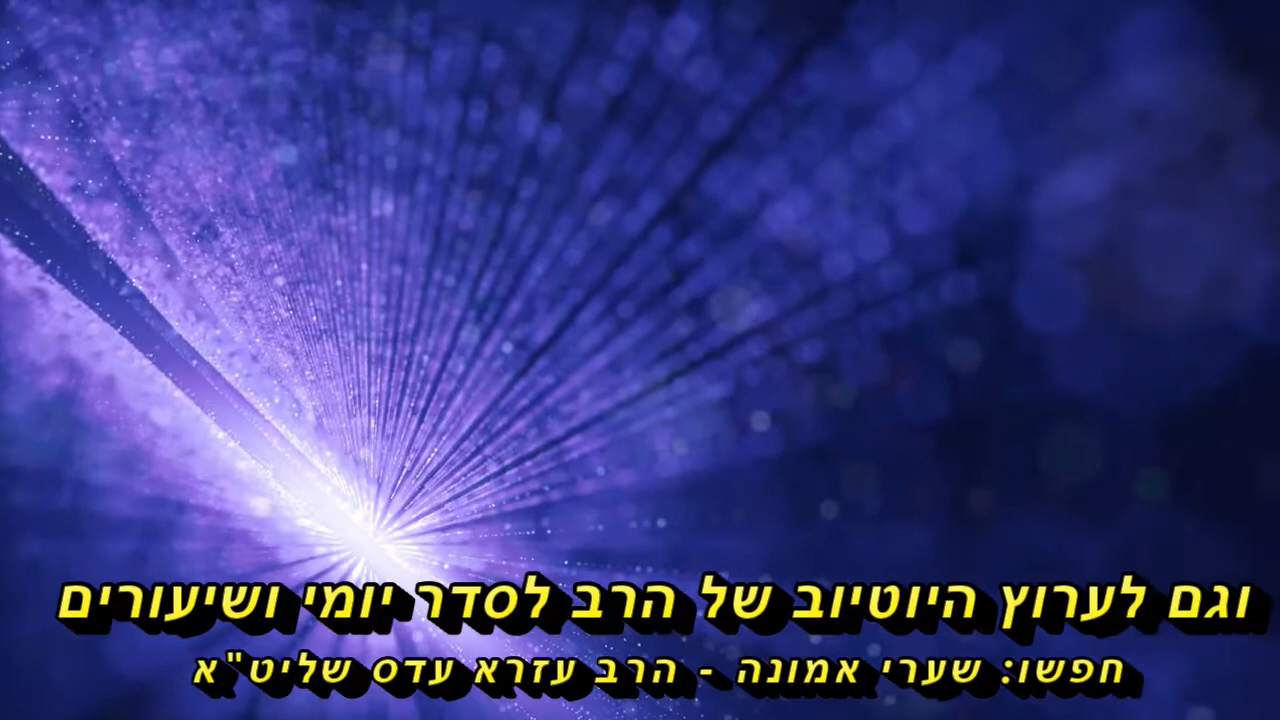 וגם לערוץ היוטיוב של הרב לסדר יומי ושיעורים
חפשו: שערי אמונה - הרב עזרא עדס שליט"א